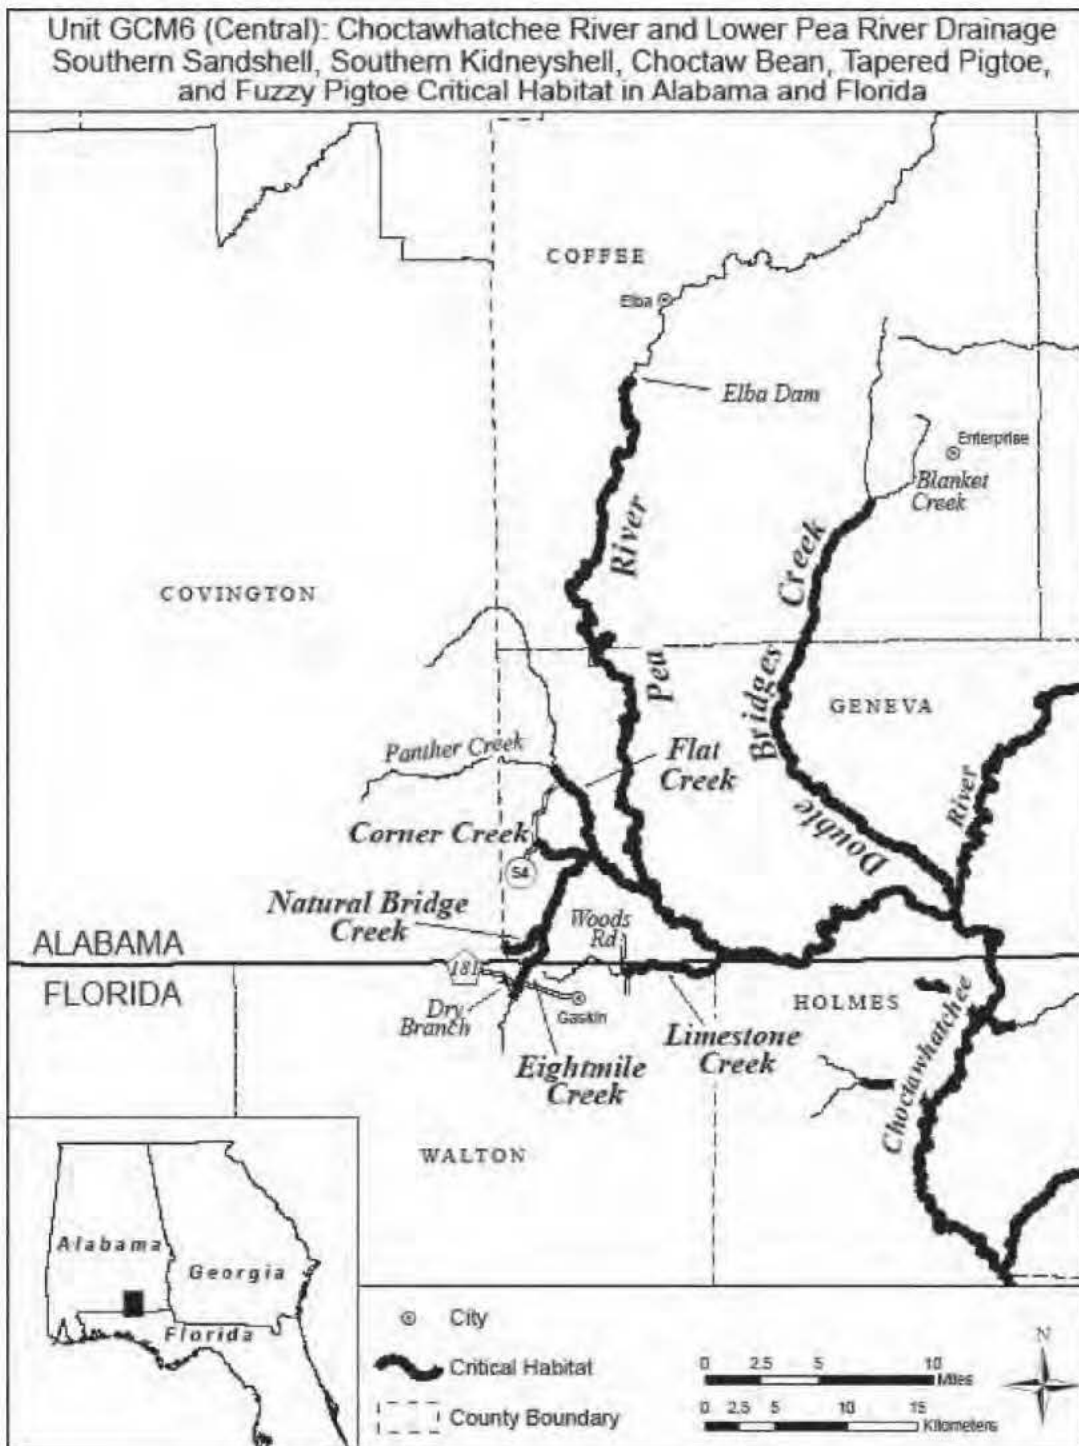 Unit GCM6 (Central): Choctawhatchee River and Lower Pea River Drainage
Southern Sandshell, Southern Kidneyshell, Choctaw Bean, Tapered Pigtoe,
and Fuzzy Pigtoe Critical Habitat in Alabama and Florida
COFFEE
Elba
Elba Dam
Enterprise
Blanket
Creek
River
Pea
Double Bridges Creek
COVINGTON
GENEVA
Panther Creek
Flat
Creek
River
Corner Creek
54
Natural Bridge
Creek
Woods
Rd
ALABAMA
181
FLORIDA
HOLMES
Dry
Branch
Gaskin
Limestone
Creek
Eightmile
Creek
Choctawhatchee
WALTON
Alabama
Georgia
Florida
City
Critical Habitat
County Boundary
N
0 2.5 5 10
Miles
0 2.5 5 10 15
Kilometers